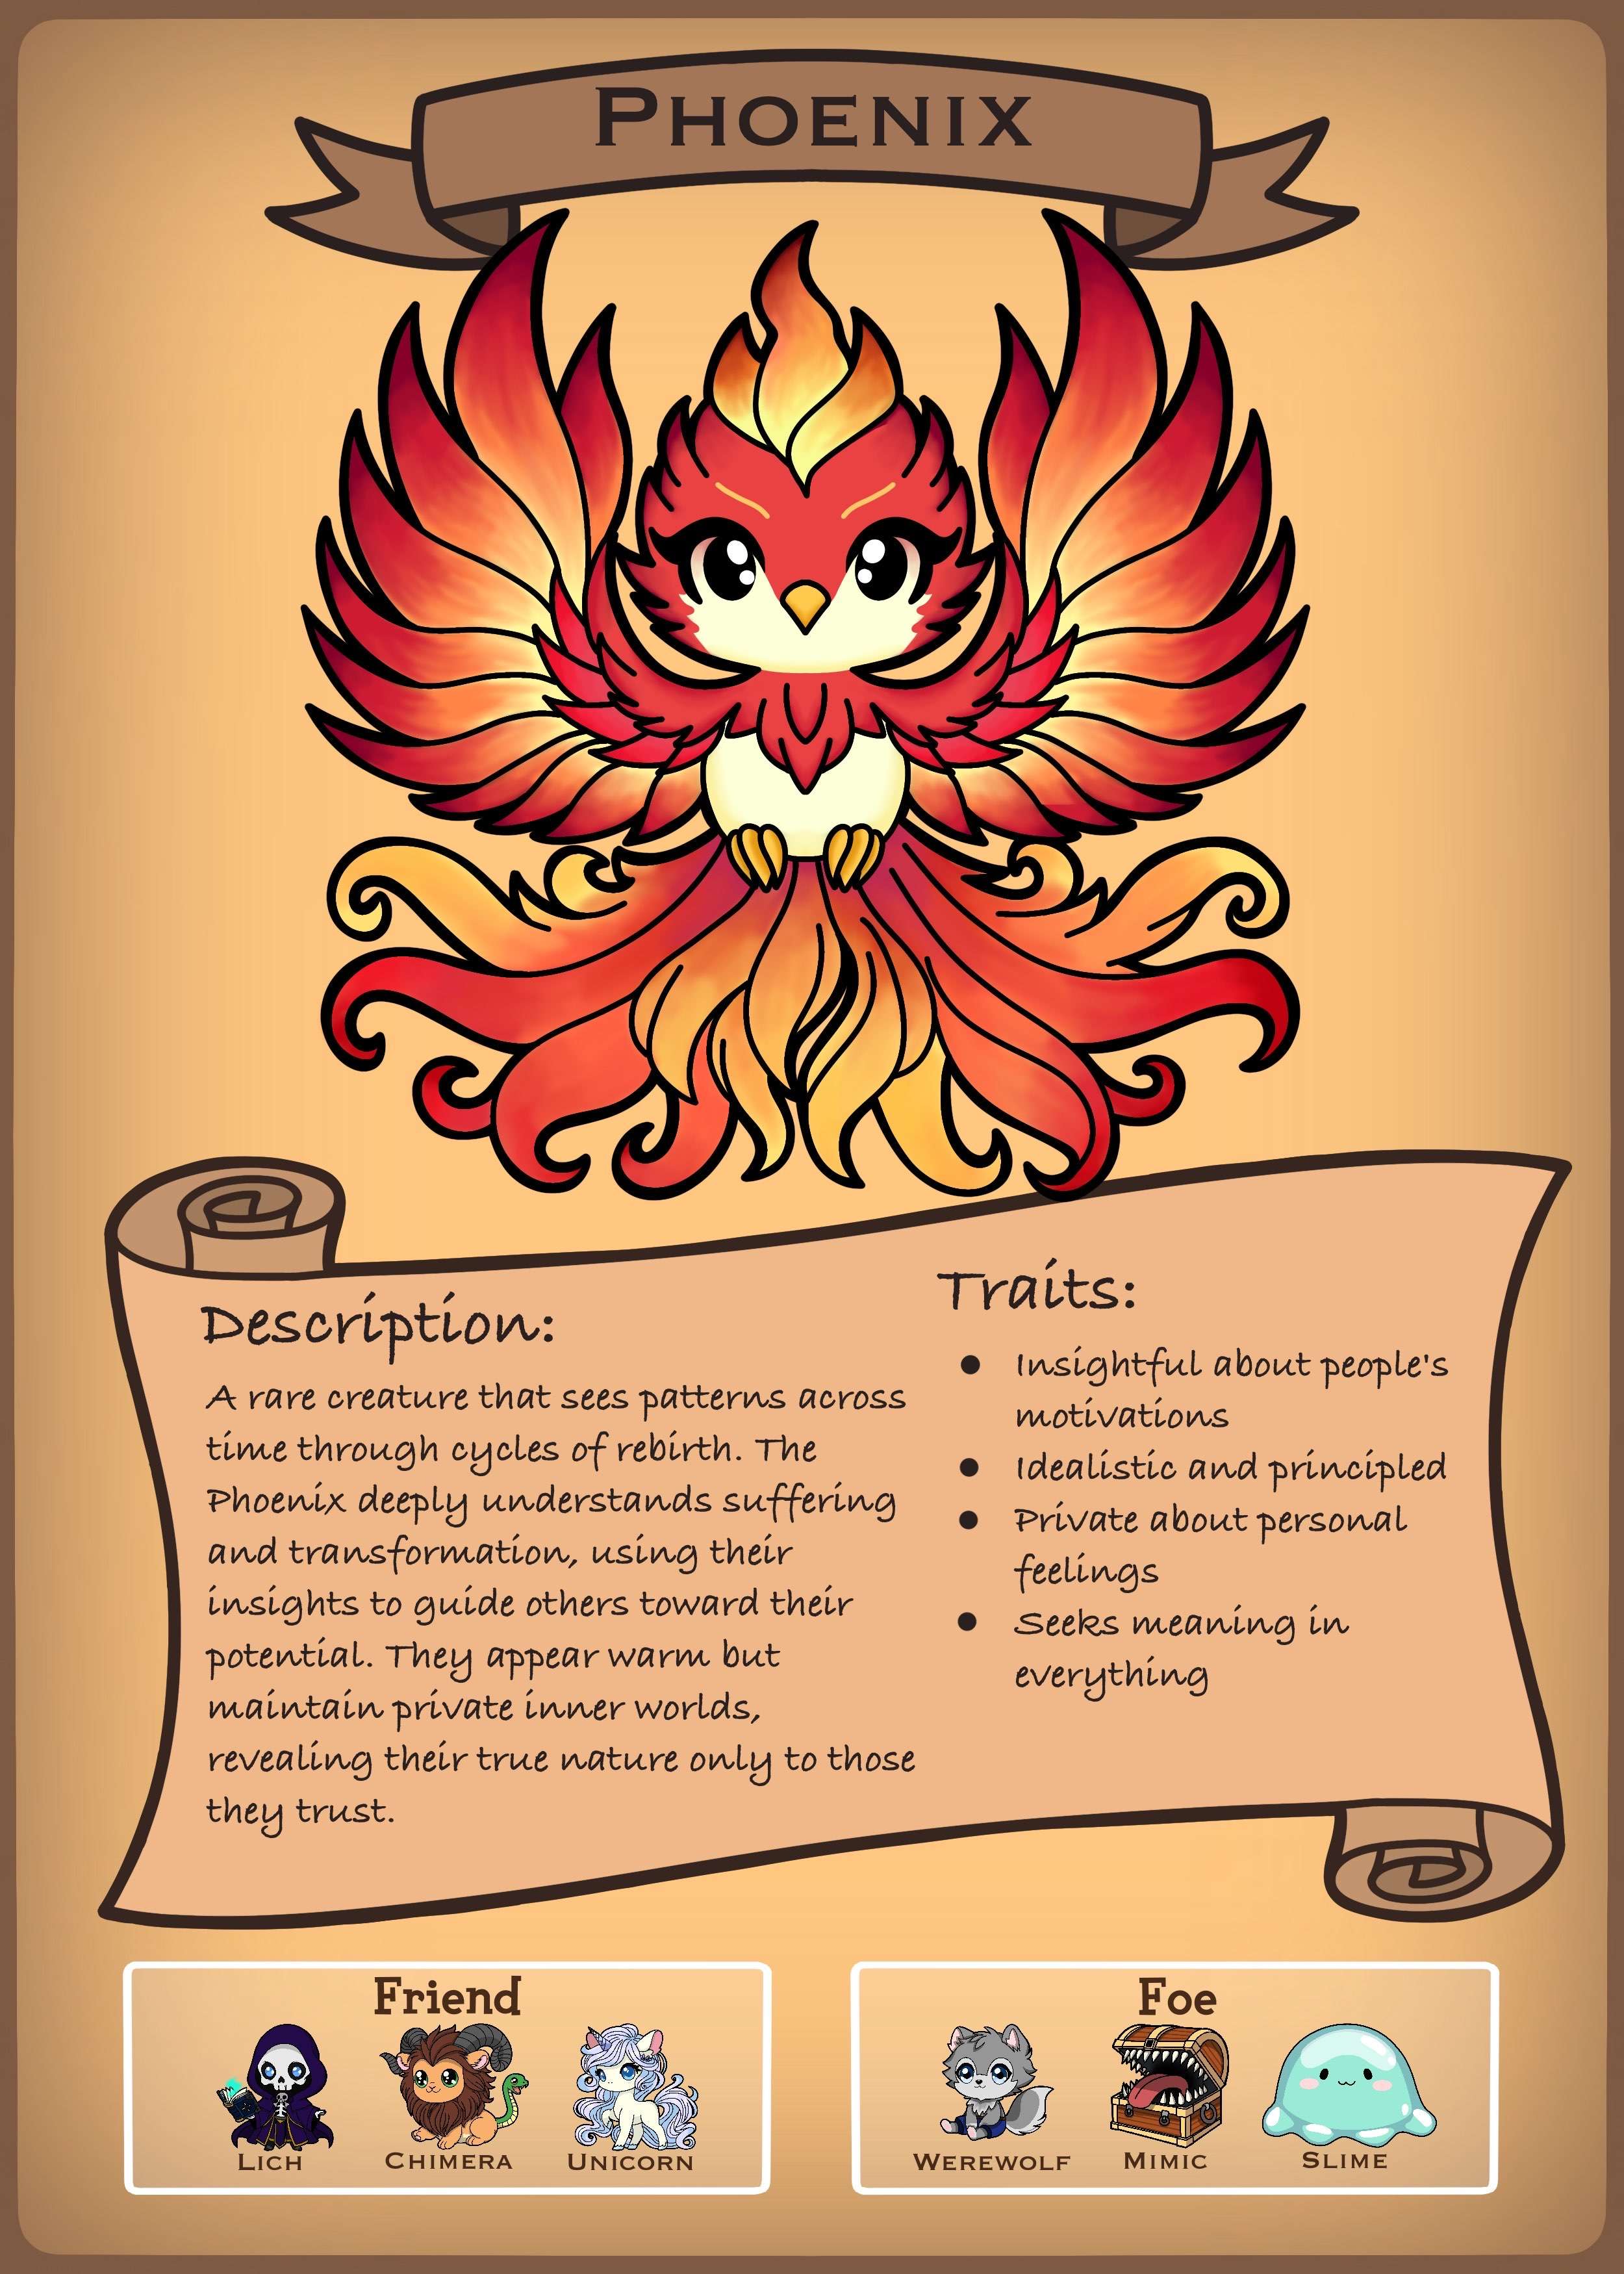 PHOENIX
Description:
A rare creature that sees patterns across
time through cycles of rebirth. The
Phoenix deeply understands suffering
and transformation, using their
insights to guide others toward their
potential. They appear warm but
maintain private inner worlds,
revealing their true nature only to those
they trust.
Traits:
● Insightful about people's
motivations
● Idealistic and principled
● Private about personal
feelings
● Seeks meaning in
everything
Friend
LICH
CHIMERA
UNICORN
Foe
WEREWOLF
MIMIC
SLIME